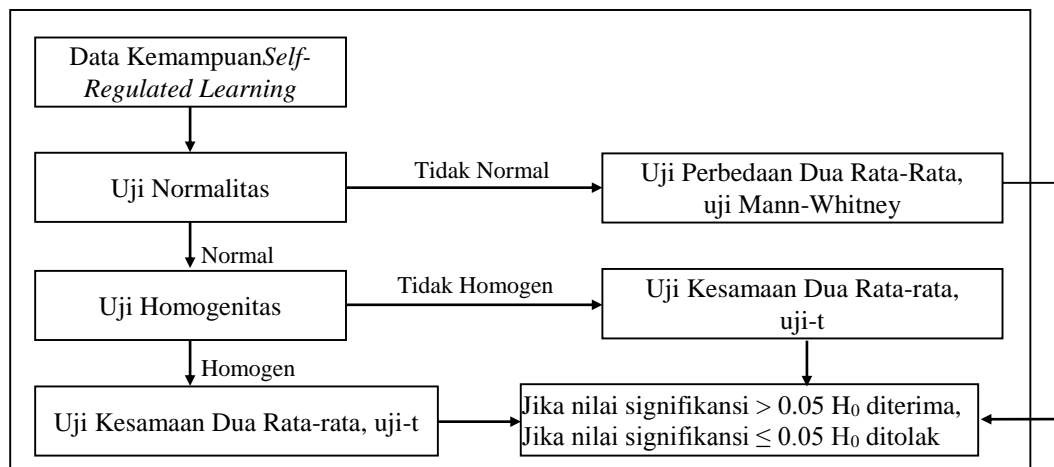 Data KemampuanSelf-
Regulated Learning
Uji Normalitas
Tidak Normal
Uji Perbedaan Dua Rata-Rata,
uji Mann-Whitney
Normal
Uji Homogenitas
Tidak Homogen
Uji Kesamaan Dua Rata-rata,
uji-t
Homogen
Uji Kesamaan Dua Rata-rata, uji-t
Jika nilai signifikansi > 0.05 H₀ diterima,
Jika nilai signifikansi ≤ 0.05 H₀ ditolak